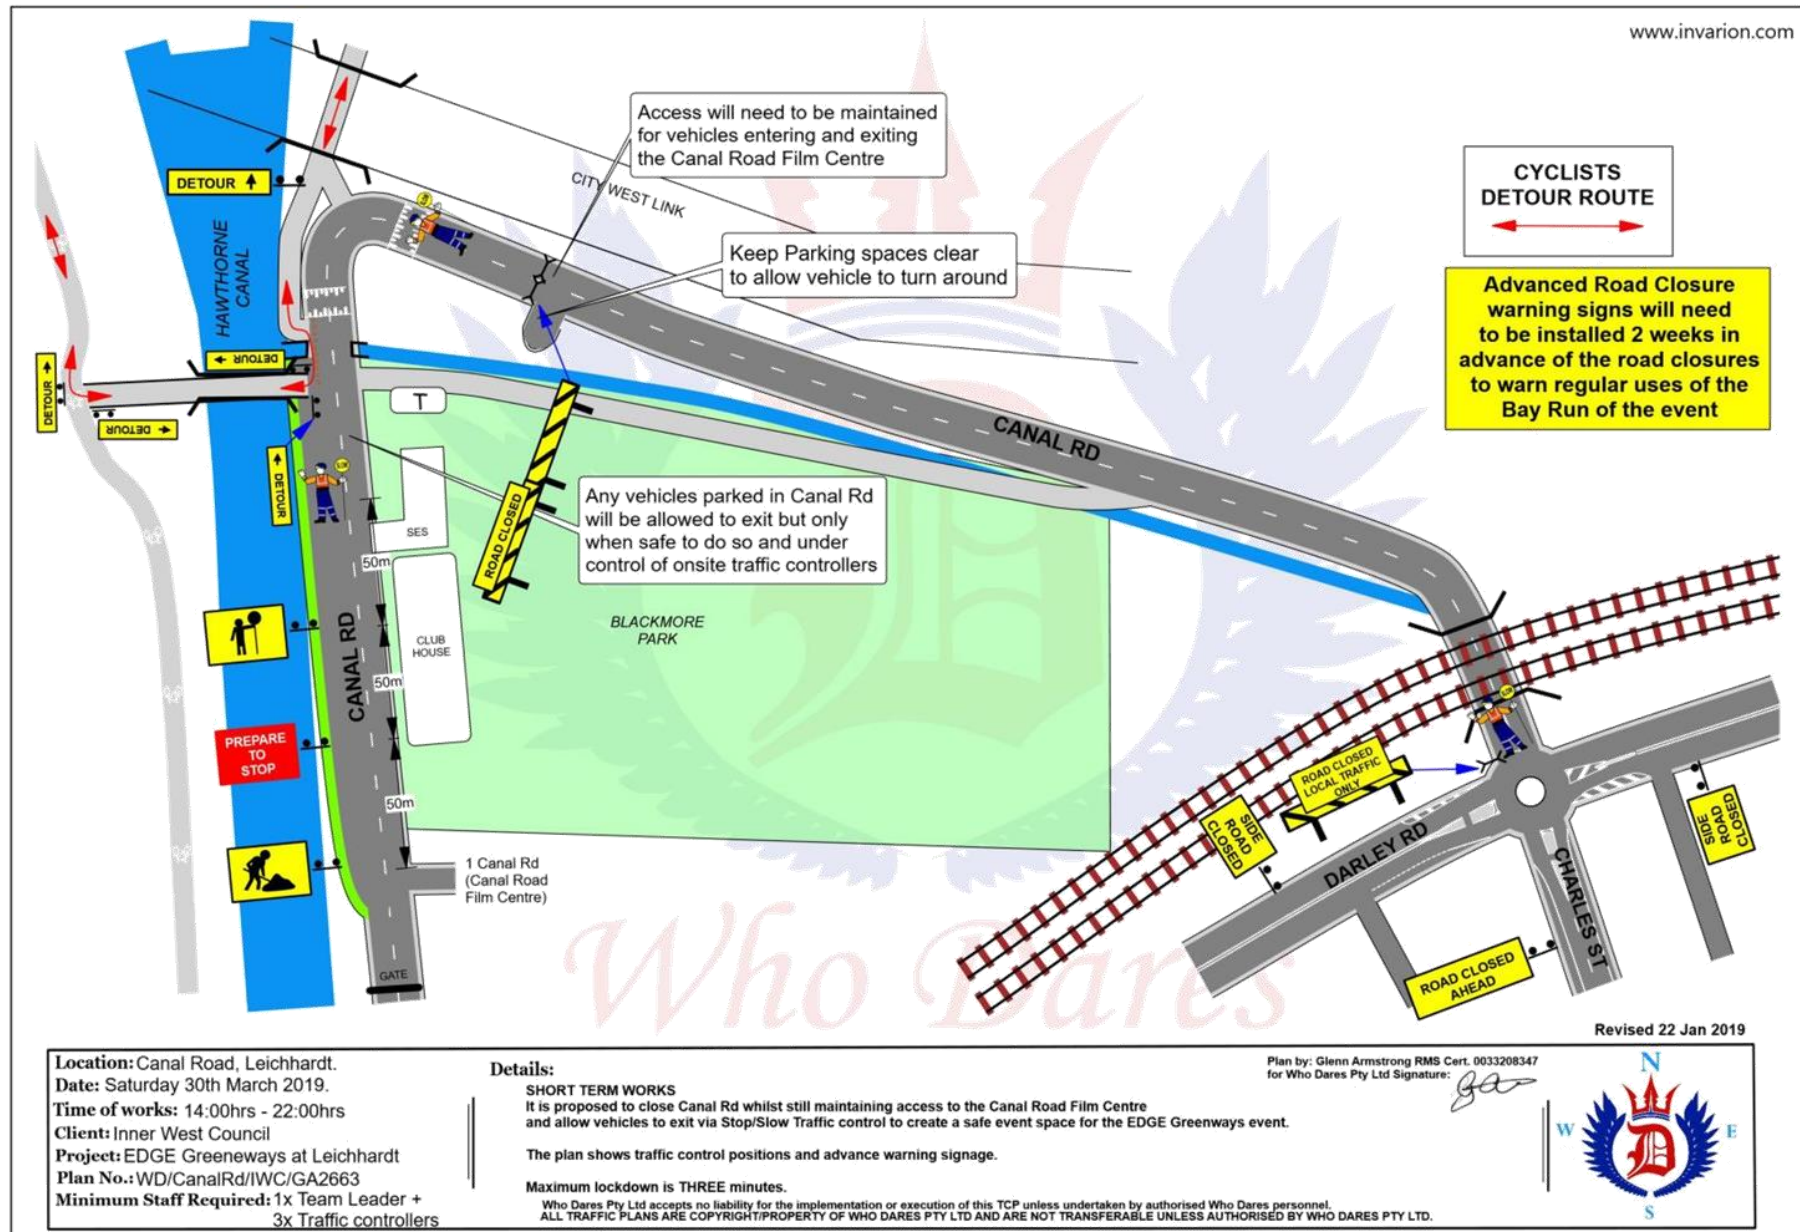 www.invarion.com
Access will need to be maintained
for vehicles entering and exiting
the Canal Road Film Centre
CITY WEST LINK
CYCLISTS
DETOUR ROUTE
DETOUR
HAWTHORNE
CANAL
Keep Parking spaces clear
to allow vehicle to turn around
Advanced Road Closure
warning signs will need
to be installed 2 weeks in
advance of the road closures
to warn regular uses of the
Bay Run of the event
DETOUR
DETOUR
DETOUR
DETOUR
T
CANAL RD
ROAD CLOSED
Any vehicles parked in Canal Rd
will be allowed to exit but only
when safe to do so and under
control of onsite traffic controllers
SES
50m
CLUB
HOUSE
BLACKMORE
PARK
CANAL RD
50m
PREPARE
TO
STOP
50m
1 Canal Rd
(Canal Road
Film Centre)
GATE
ROAD CLOSED
LOCAL TRAFFIC
ONLY
SIDE
ROAD
CLOSED
SIDE
ROAD
CLOSED
DARLEY RD
CHARLES ST
ROAD CLOSED
AHEAD
Who Dares
Revised 22 Jan 2019
Location: Canal Road, Leichhardt.
Date: Saturday 30th March 2019.
Time of works: 14:00hrs - 22:00hrs
Client: Inner West Council
Project: EDGE Greeneways at Leichhardt
Plan No.: WD/CanalRd/IWC/GA2663
Minimum Staff Required: 1x Team Leader +
3x Traffic controllers
Details:
SHORT TERM WORKS
It is proposed to close Canal Rd whilst still maintaining access to the Canal Road Film Centre
and allow vehicles to exit via Stop/Slow Traffic control to create a safe event space for the EDGE Greenways event.
The plan shows traffic control positions and advance warning signage.
Maximum lockdown is THREE minutes.
Who Dares Pty Ltd accepts no liability for the implementation or execution of this TCP unless undertaken by authorised Who Dares personnel.
ALL TRAFFIC PLANS ARE COPYRIGHT/PROPERTY OF WHO DARES PTY LTD AND ARE NOT TRANSFERABLE UNLESS AUTHORISED BY WHO DARES PTY LTD.
Plan by: Glenn Armstrong RMS Cert. 0033208347
for Who Dares Pty Ltd Signature:
N
W
E
D
S